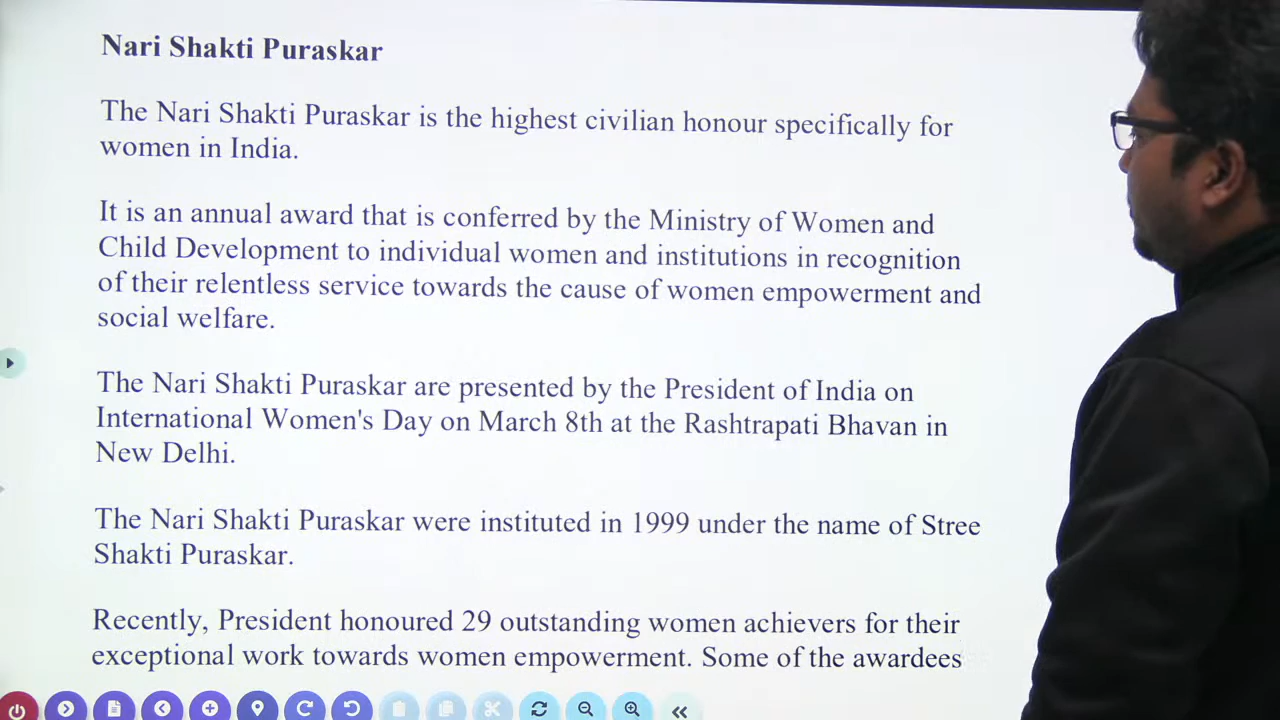 Nari Shakti Puraskar
The Nari Shakti Puraskar is the highest civilian honour specifically for
women in India.
It is an annual award that is conferred by the Ministry of Women and
Child Development to individual women and institutions in recognition
of their relentless service towards the cause of women empowerment and
social welfare.
The Nari Shakti Puraskar are presented by the President of India on
International Women's Day on March 8th at the Rashtrapati Bhavan in
New Delhi.
The Nari Shakti Puraskar were instituted in 1999 under the name of Stree
Shakti Puraskar.
Recently, President honoured 29 outstanding women achievers for their
exceptional work towards women empowerment. Some of the awardees